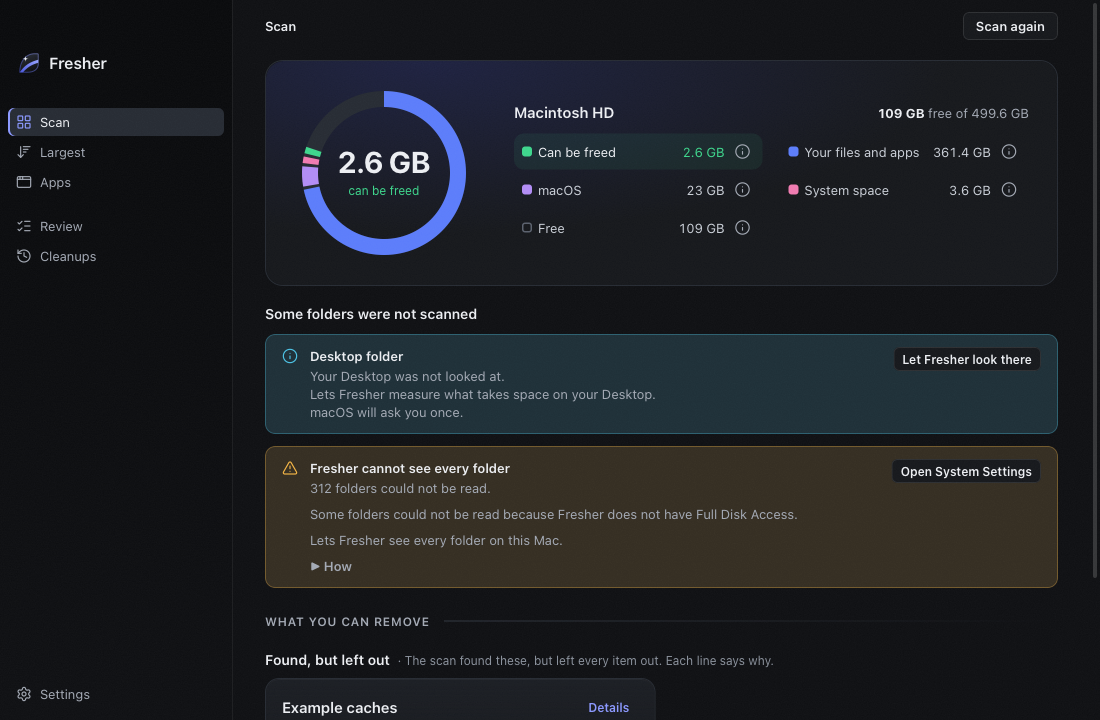 Fresher
Scan
Largest
Apps
Review
Cleanups
Settings
Scan
Scan again
2.6 GB
can be freed
Macintosh HD
109 GB free of 499.6 GB
Can be freed 2.6 GB
Your files and apps 361.4 GB
macOS 23 GB
System space 3.6 GB
Free 109 GB
Some folders were not scanned
Desktop folder
Let Fresher look there
Your Desktop was not looked at.
Lets Fresher measure what takes space on your Desktop.
macOS will ask you once.
Fresher cannot see every folder
Open System Settings
312 folders could not be read.
Some folders could not be read because Fresher does not have Full Disk Access.
Lets Fresher see every folder on this Mac.
How
WHAT YOU CAN REMOVE
Found, but left out · The scan found these, but left every item out. Each line says why.
Example caches
Details